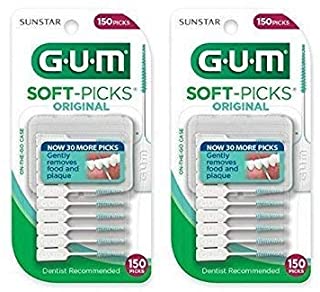 SUNSTAR
150 PICKS
G·U·M
SOFT-PICKS®
ORIGINAL
ON-THE-GO CASE
NOW 30 MORE PICKS
Gently
removes
food and
plaque
Dentist Recommended
150
PICKS
SUNSTAR
150 PICKS
G·U·M
SOFT-PICKS®
ORIGINAL
ON-THE-GO CASE
NOW 30 MORE PICKS
Gently
removes
food and
plaque
Dentist Recommended
150
PICKS